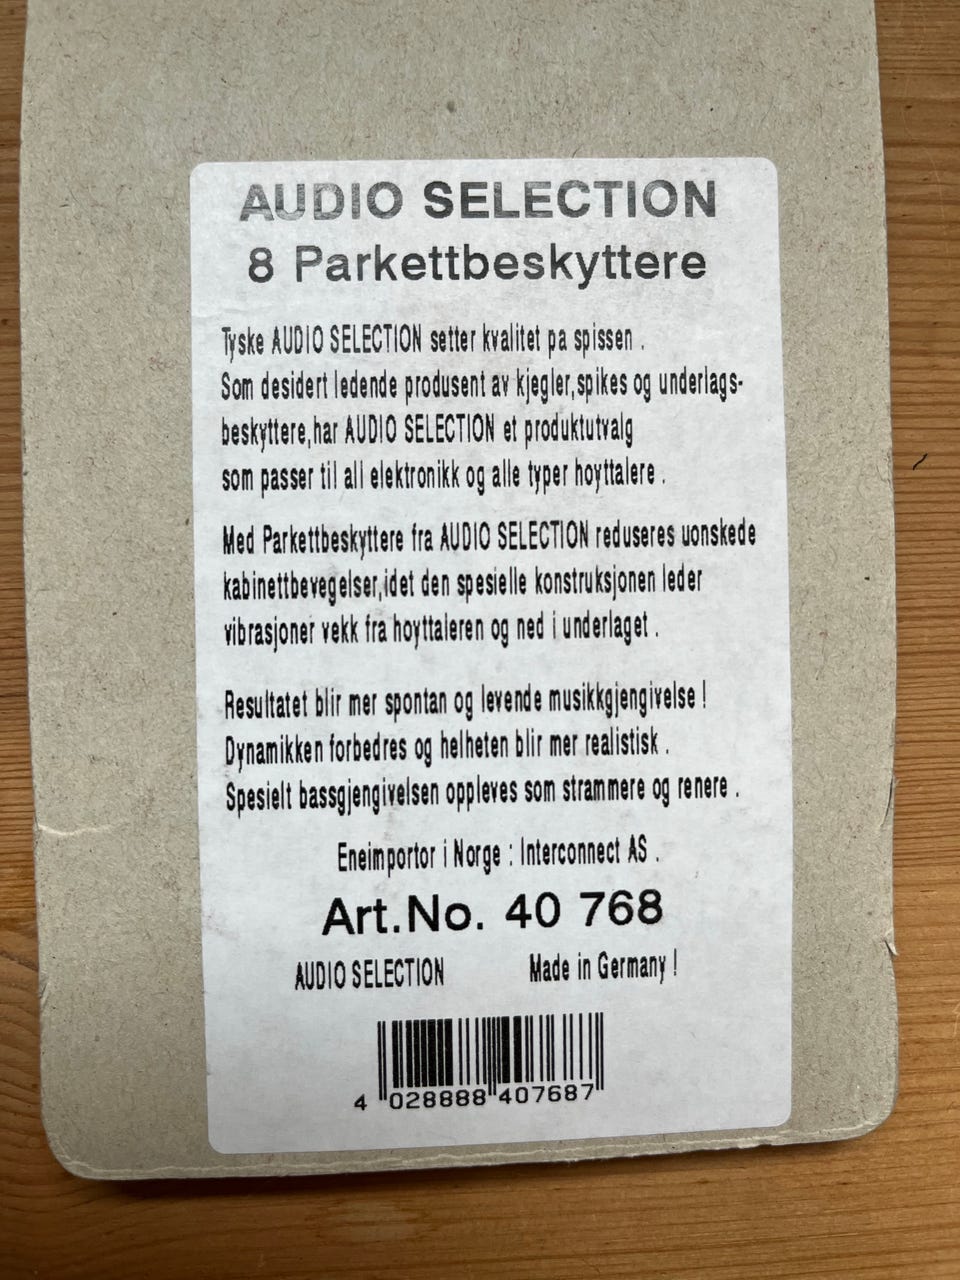 AUDIO SELECTION
8 Parkettbeskyttere
Tyske AUDIO SELECTION setter kvalitet pa spissen .
Som desidert ledende produsent av kjegler,spikes og underlags-
beskyttere,har AUDIO SELECTION et produktutvalg
som passer til all elektronikk og alle typer hoyttalere .
Med Parkettbeskyttere fra AUDIO SELECTION reduseres uonskede
kabinettbevegelser,idet den spesielle konstruksjonen leder
vibrasjoner vekk fra hoyttaleren og ned i underlaget .
Resultatet blir mer spontan og levende musikkgjengivelse !
Dynamikken forbedres og helheten blir mer realistisk .
Spesielt bassgjengivelsen oppleves som strammere og renere .
Eneimportor i Norge : Interconnect AS .
Art.No. 40 768
AUDIO SELECTION Made in Germany !
4 028888 407687